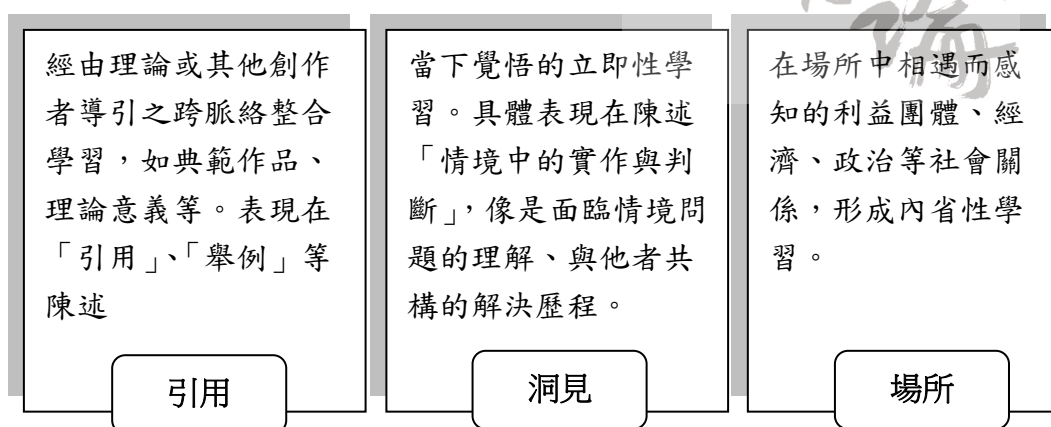 經由理論或其他創作
者導引之跨脈絡整合
學習，如典範作品、
理論意義等。表現在
「引用」、「舉例」等
陳述
引用
當下覺悟的立即性學
習。具體表現在陳述
「情境中的實作與判
斷」，像是面臨情境問
題的理解、與他者共
構的解決歷程。
洞見
在場所中相遇而感
知的利益團體、經
濟、政治等社會關
係，形成內省性學
習。
場所